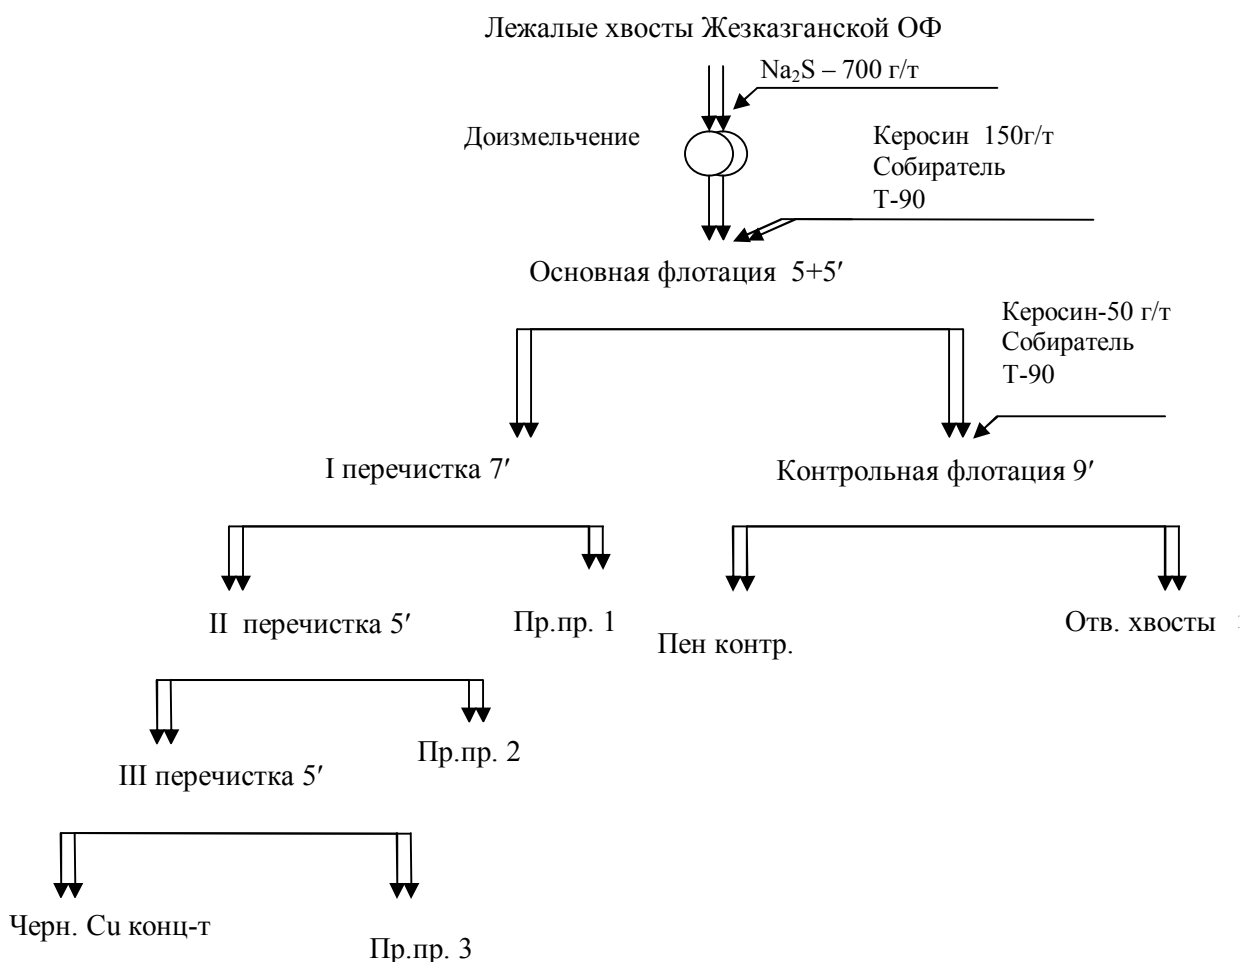 Лежалые хвосты Жезказганской ОФ
Na₂S – 700 г/т
Доизмельчение
Керосин 150г/т
Собиратель
Т-90
Основная флотация 5+5′
Керосин-50 г/т
Собиратель
Т-90
I перечистка 7′
Контрольная флотация 9′
II перечистка 5′
Пр.пр. 1
Пен контр.
Отв. хвосты
Пр.пр. 2
III перечистка 5′
Черн. Cu конц-т
Пр.пр. 3